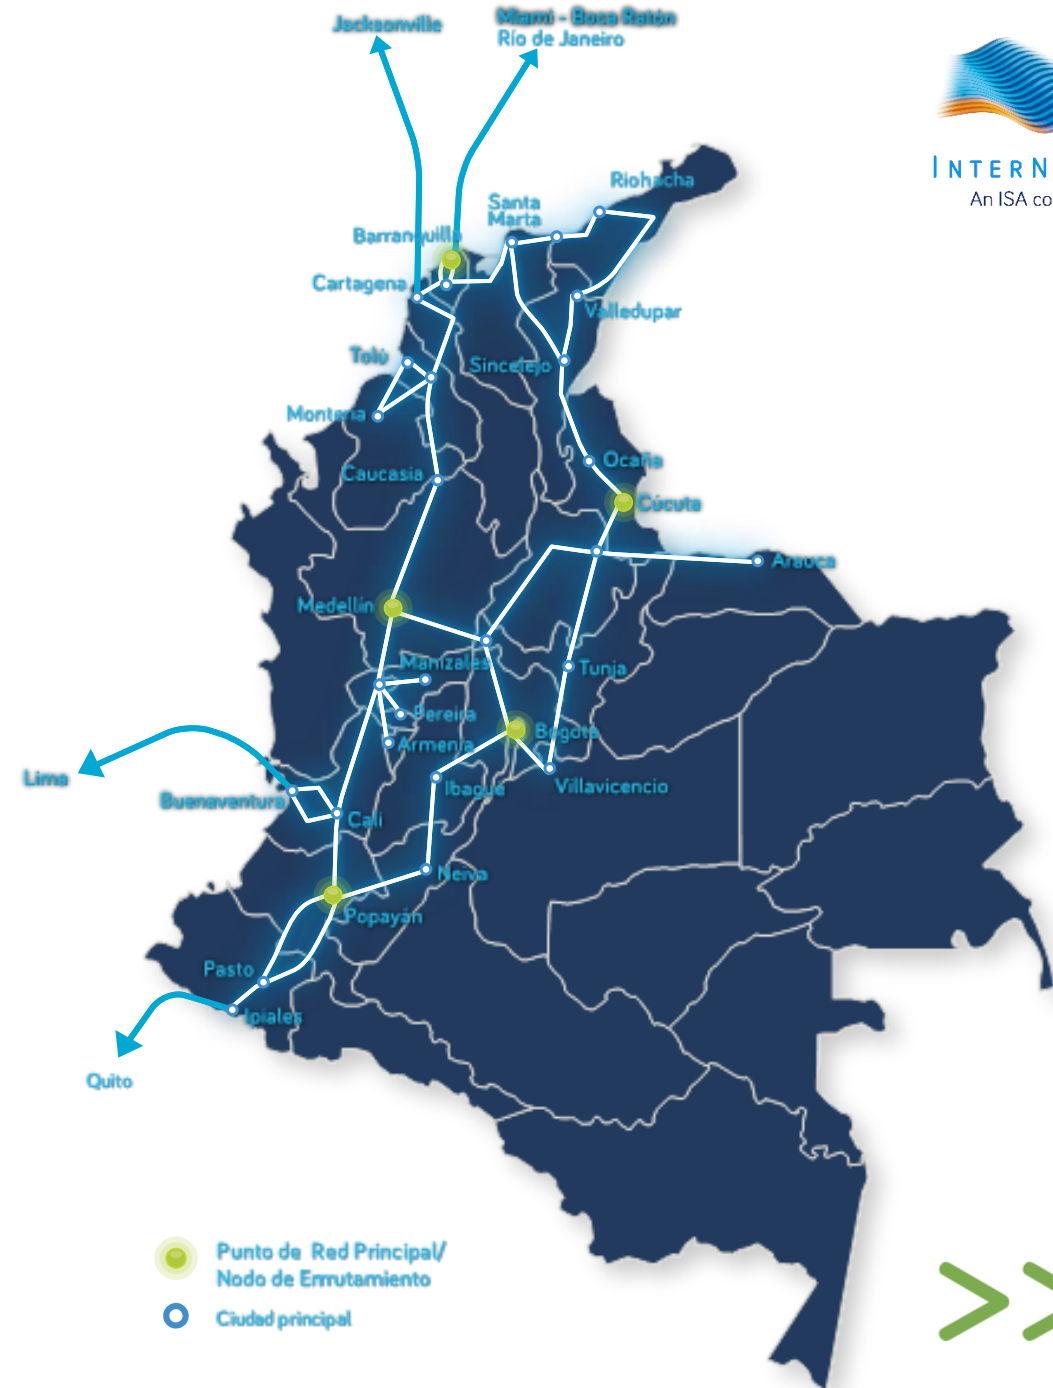 Jacksonville
Miami - Boca Ratón
Río de Janeiro
INTERN
An ISA co
Riohacha
Santa
Marta
Barranquilla
Cartagena
Valledupar
Tolú
Sincelejo
Montería
Ocaña
Caucasia
Cúcuta
Arauca
Medellín
Manizales
Tunja
Pereira
Bogotá
Armenia
Lima
Ibagué
Villavicencio
Buenaventura
Cali
Neiva
Popayán
Pasto
Ipiales
Quito
Punto de Red Principal/
Nodo de Enrutamiento
Ciudad principal